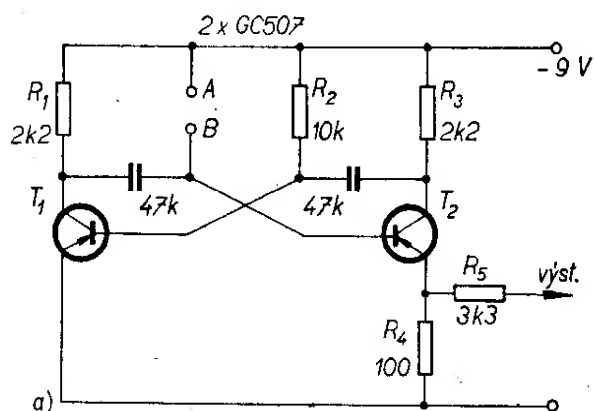 2 x GC507
- 9 V
R1
2k2
A
B
R2
10k
R3
2k2
T1
47k
47k
T2
R5
3k3
výst.
R4
100
a)